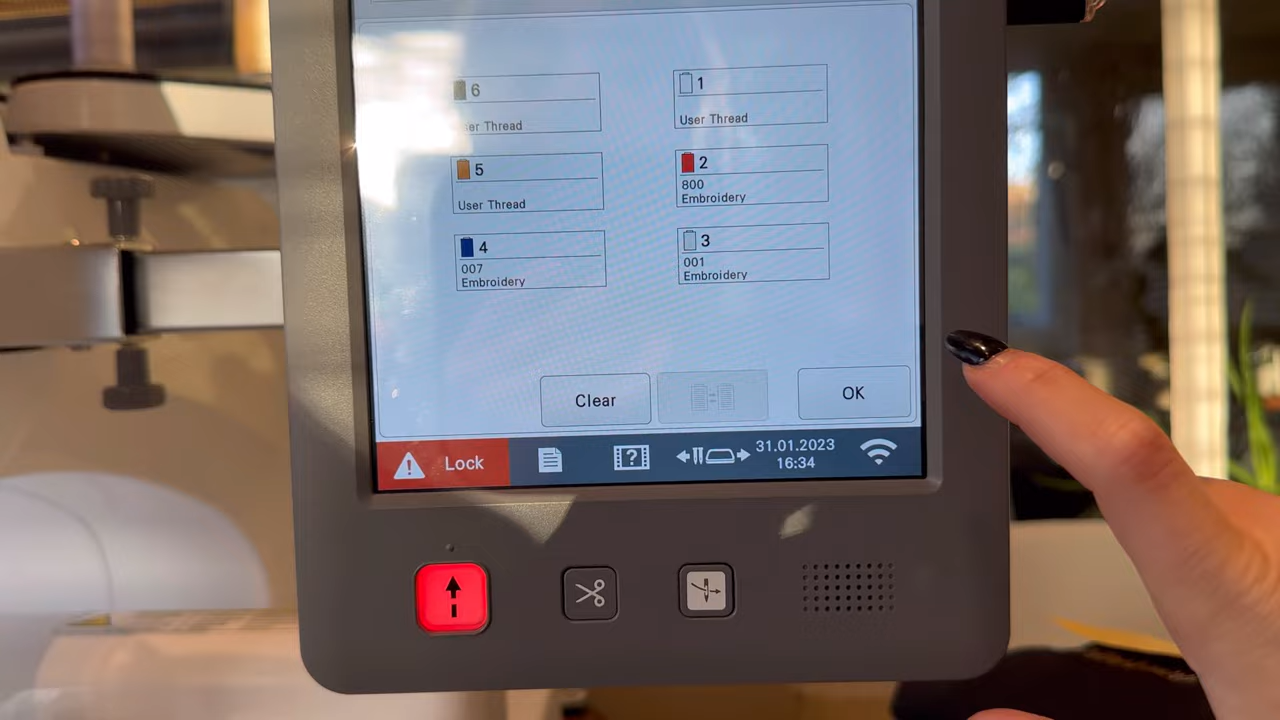 6
er Thread
1
User Thread
5
User Thread
2
800
Embroidery
4
007
Embroidery
3
001
Embroidery
Clear
OK
Lock
?
31.01.2023
16:34